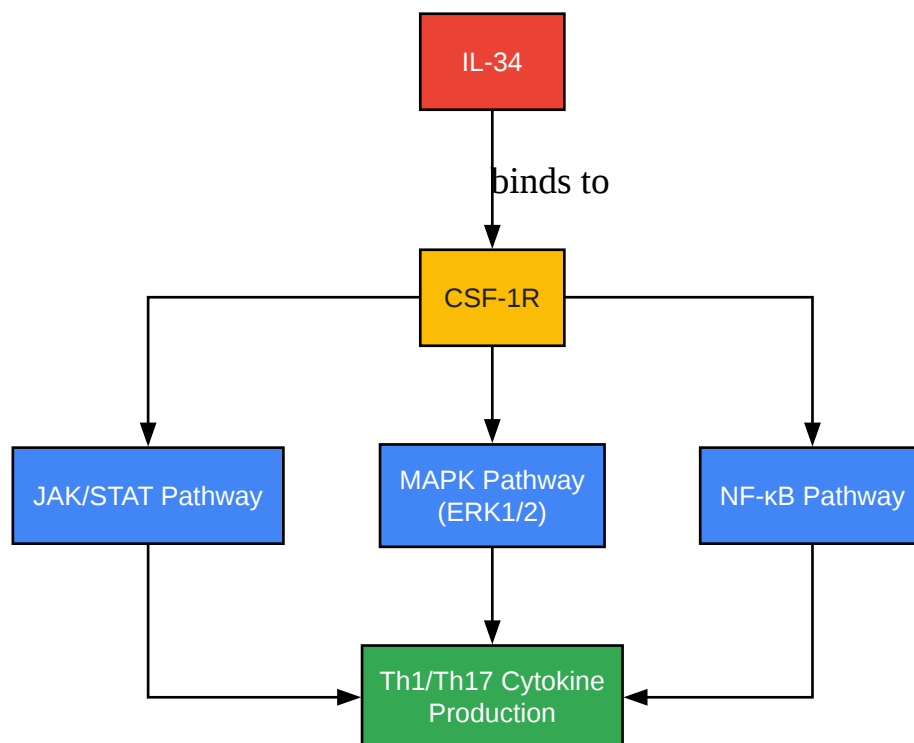 IL-34
binds to
CSF-1R
JAK/STAT Pathway
MAPK Pathway
(ERK1/2)
NF-κB Pathway
Th1/Th17 Cytokine
Production